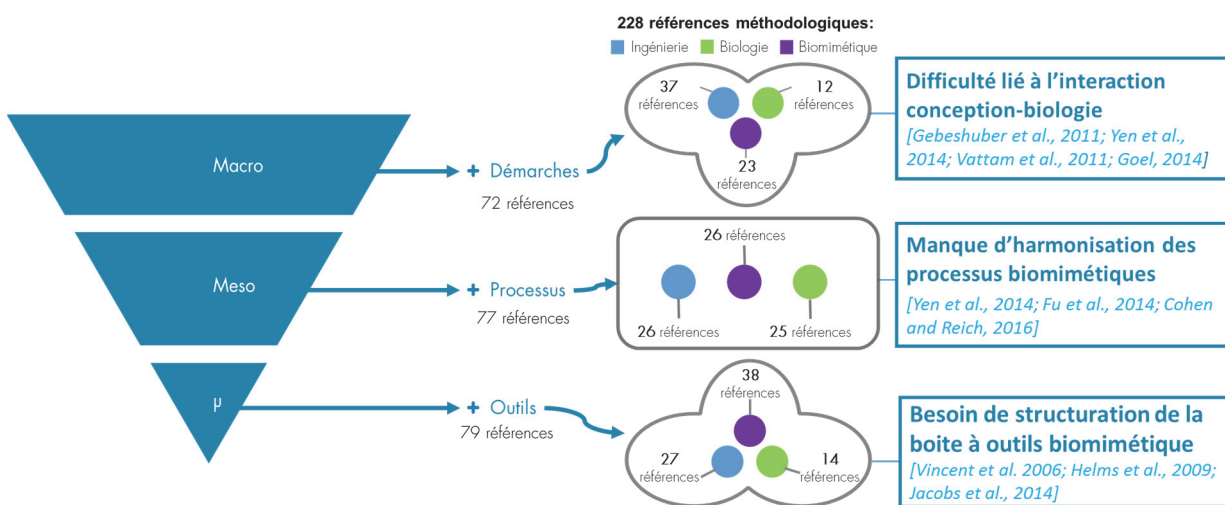 228 références méthodologiques:
Ingénierie Biologie Biomimétique
Macro
+ Démarches
72 références
37
références
12
références
23
références
Difficulté lié à l'interaction
conception-biologie
[Gebeshuber et al., 2011; Yen et al.,
2014; Vattam et al., 2011; Goel, 2014]
Meso
+ Processus
77 références
26 références
26 références
25 références
Manque d'harmonisation des
processus biomimétiques
[Yen et al., 2014; Fu et al., 2014; Cohen
and Reich, 2016]
μ
+ Outils
79 références
38
références
27
références
14
références
Besoin de structuration de la
boite à outils biomimétique
[Vincent et al. 2006; Helms et al., 2009;
Jacobs et al., 2014]